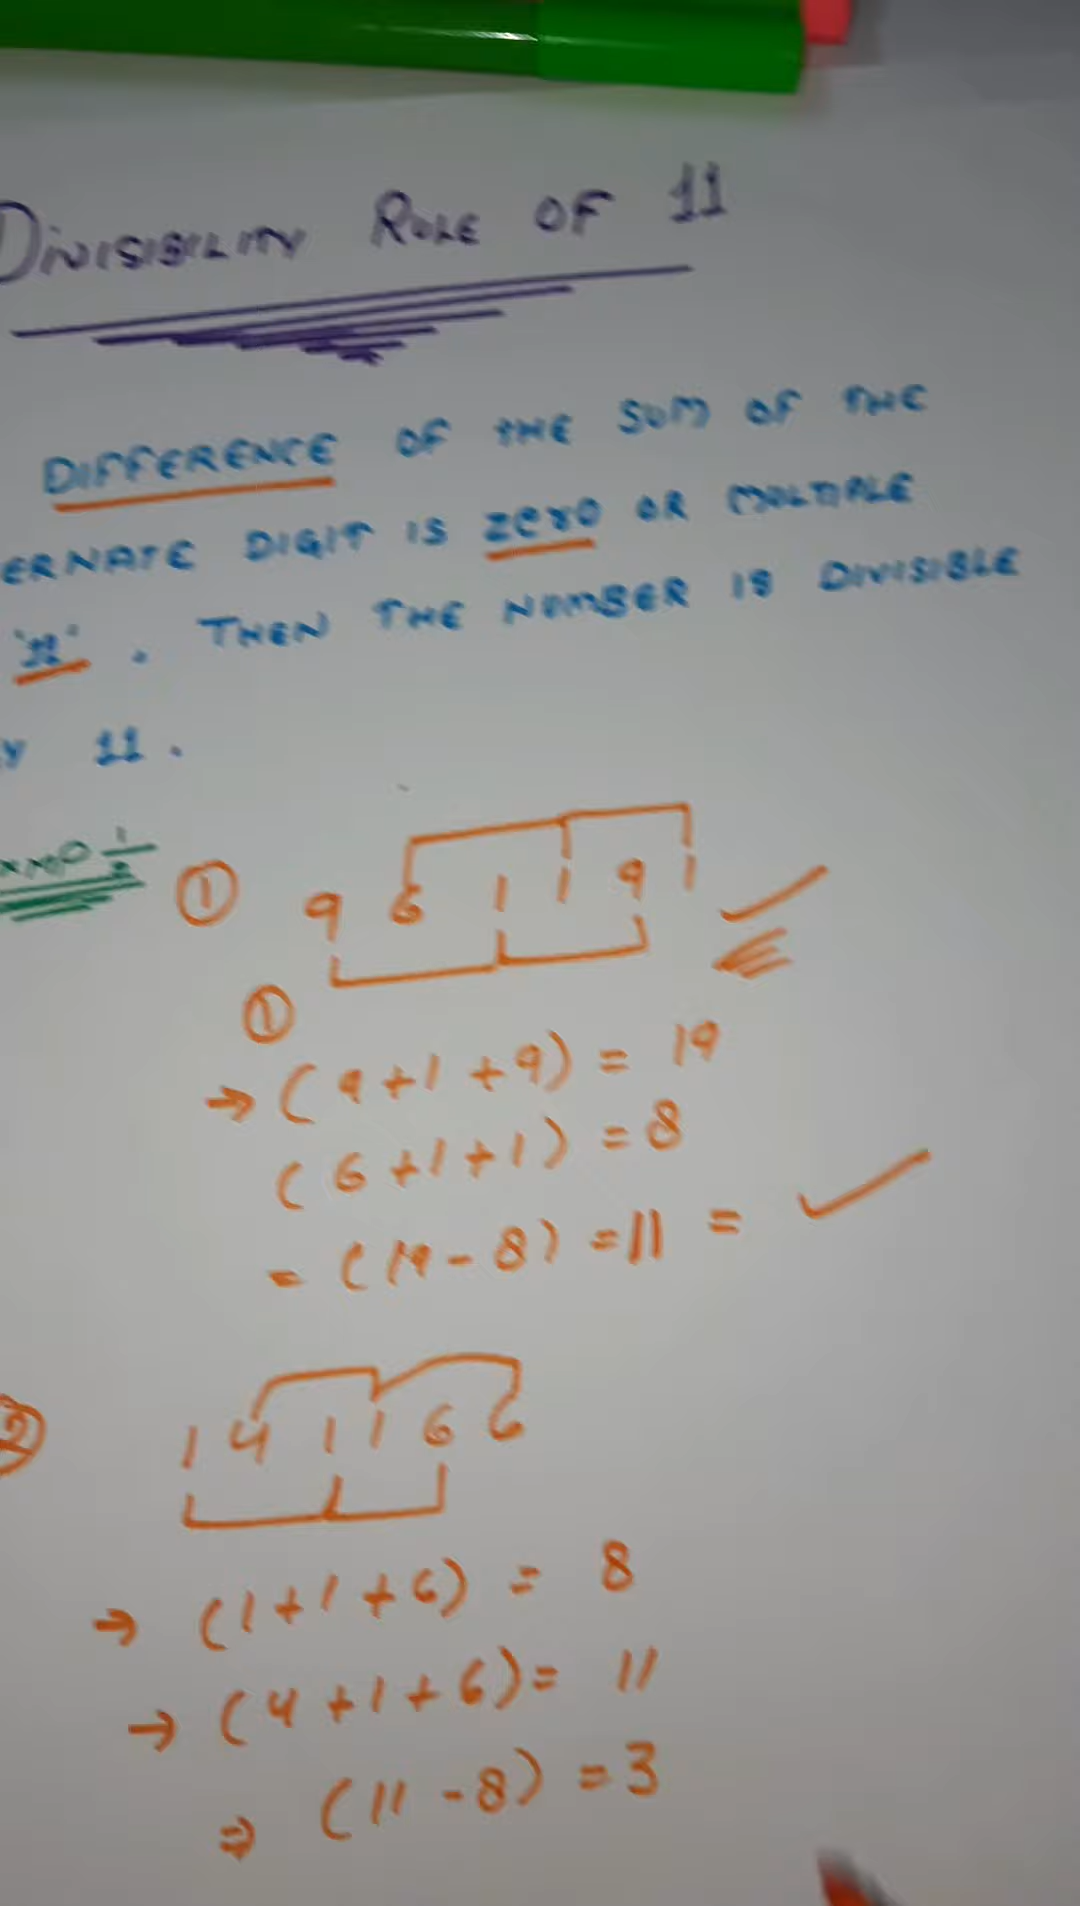 DIVISIBILITY RULE OF 11
DIFFERENCE OF THE SUM OF THE
ERNATE DIGIT IS ZERO OR MULTIPLE
'11'. THEN THE NUMBER IS DIVISIBLE
Y 11.
① 9 6 1 1 9 1 ✓
①
→ (9+1+9) = 19
(6+1+1) = 8
= (19-8) = 11 = ✓
② 1 4 1 1 6 6
→ (1+1+6) = 8
→ (4+1+6) = 11
⇒ (11-8) = 3